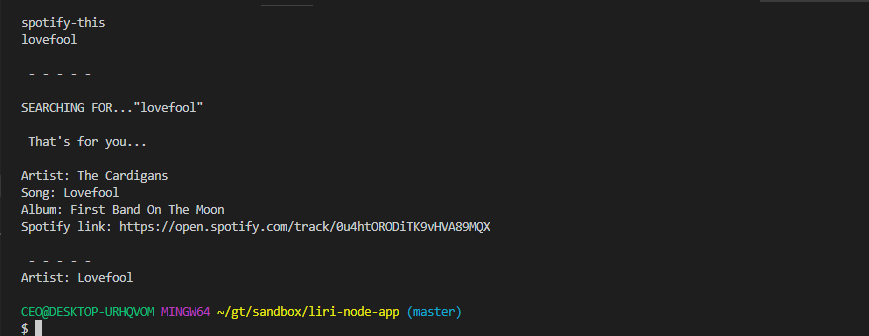 spotify-this
lovefool
- - - - -
SEARCHING FOR..."lovefool"
That's for you...
Artist: The Cardigans
Song: Lovefool
Album: First Band On The Moon
Spotify link: https://open.spotify.com/track/0u4htORODiTK9vHVA89MQX
- - - - -
Artist: Lovefool
CEO@DESKTOP-URHQVOM MINGW64 ~/gt/sandbox/liri-node-app (master)
$